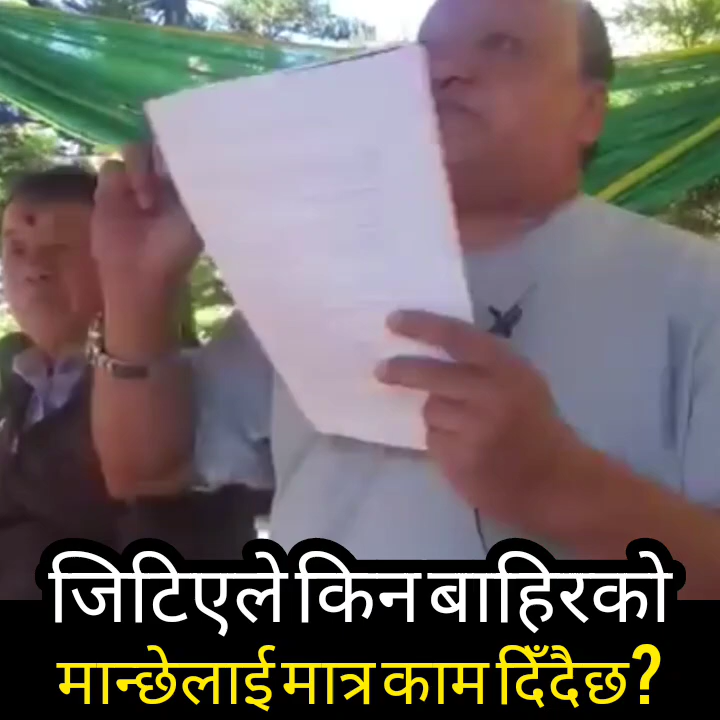 जिटिएले किन बाहिरको
मान्छेलाई मात्र काम दिँदैछ?